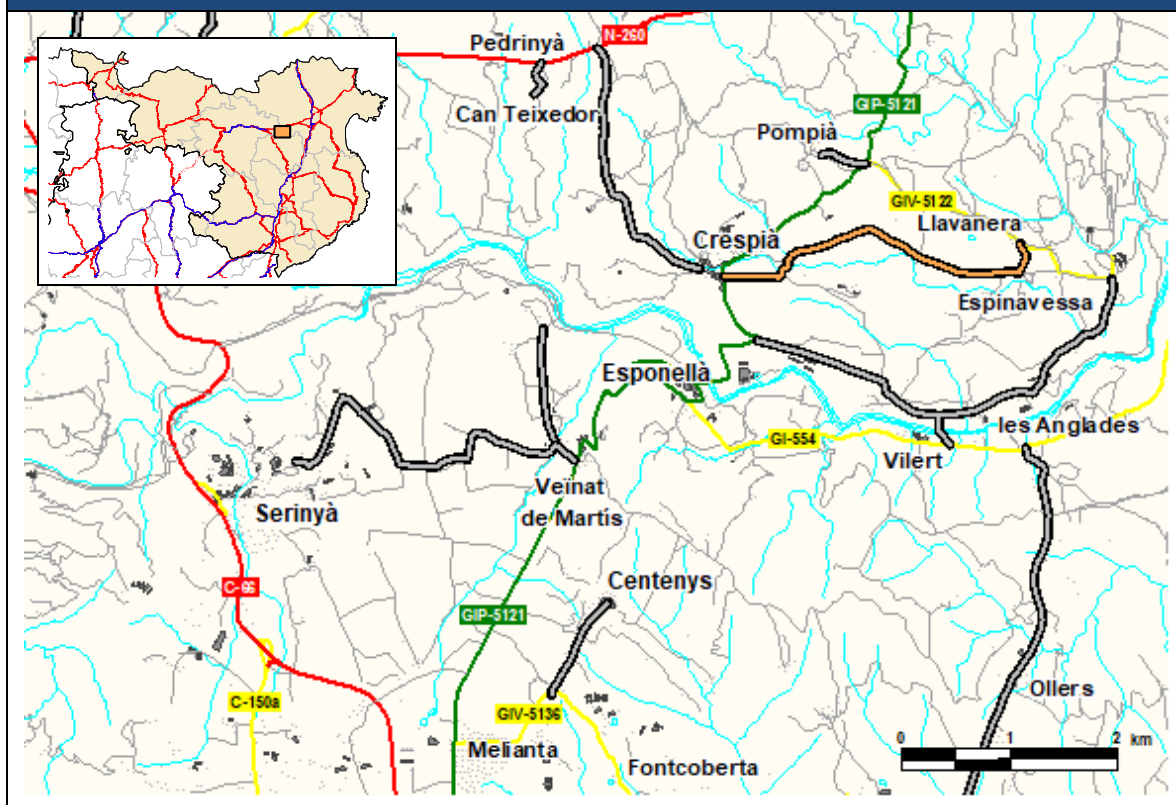 N-260
Pedrinyà
Can Teixedor
GIP-5121
Pompià
GIV-5122
Llavanera
Crespià
Espinavessa
Esponellà
les Anglades
GI-554
Vilert
Veïnat
de Martís
Serinyà
Centenys
C-66
GIP-5121
Ollers
C-150a
GIV-5136
Melianta
Fontcoberta
0 1 2 km